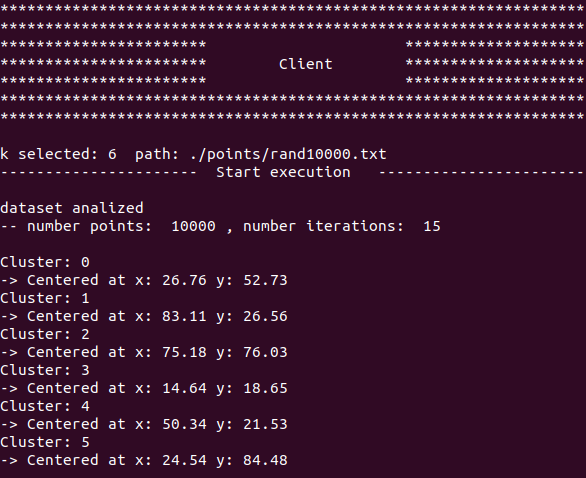 *****************************************************************
*****************************************************************
*********************** ********************
*********************** Client ********************
*********************** ********************
*****************************************************************
*****************************************************************
k selected: 6  path: ./points/rand10000.txt
---------------------- Start execution -----------------------
dataset analized
-- number points:  10000 , number iterations:  15
Cluster: 0
-> Centered at x: 26.76 y: 52.73
Cluster: 1
-> Centered at x: 83.11 y: 26.56
Cluster: 2
-> Centered at x: 75.18 y: 76.03
Cluster: 3
-> Centered at x: 14.64 y: 18.65
Cluster: 4
-> Centered at x: 50.34 y: 21.53
Cluster: 5
-> Centered at x: 24.54 y: 84.48